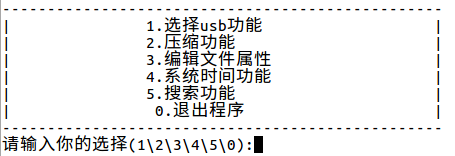 1.选择usb功能
2.压缩功能
3.编辑文件属性
4.系统时间功能
5.搜索功能
0.退出程序
请输入你的选择(1\2\3\4\5\0):